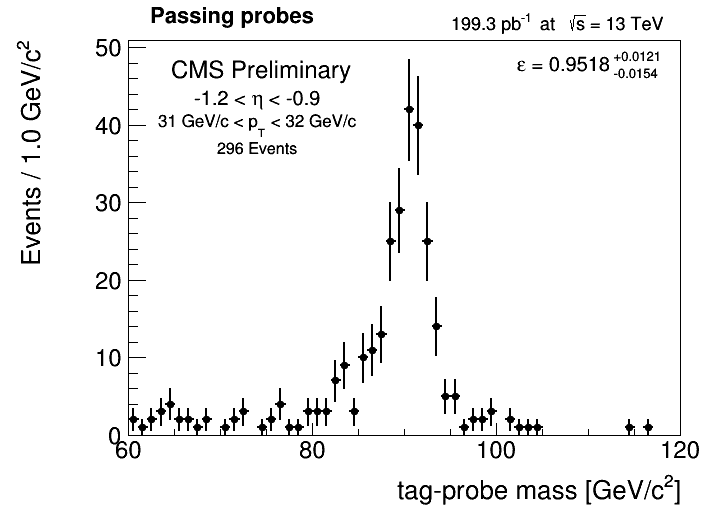 Passing probes
199.3 pb⁻¹ at √s = 13 TeV
CMS Preliminary
-1.2 < η < -0.9
31 GeV/c < p_T < 32 GeV/c
296 Events
ε = 0.9518 +0.0121 -0.0154
Events / 1.0 GeV/c²
50
40
30
20
10
0
60 80 100 120
tag-probe mass [GeV/c²]